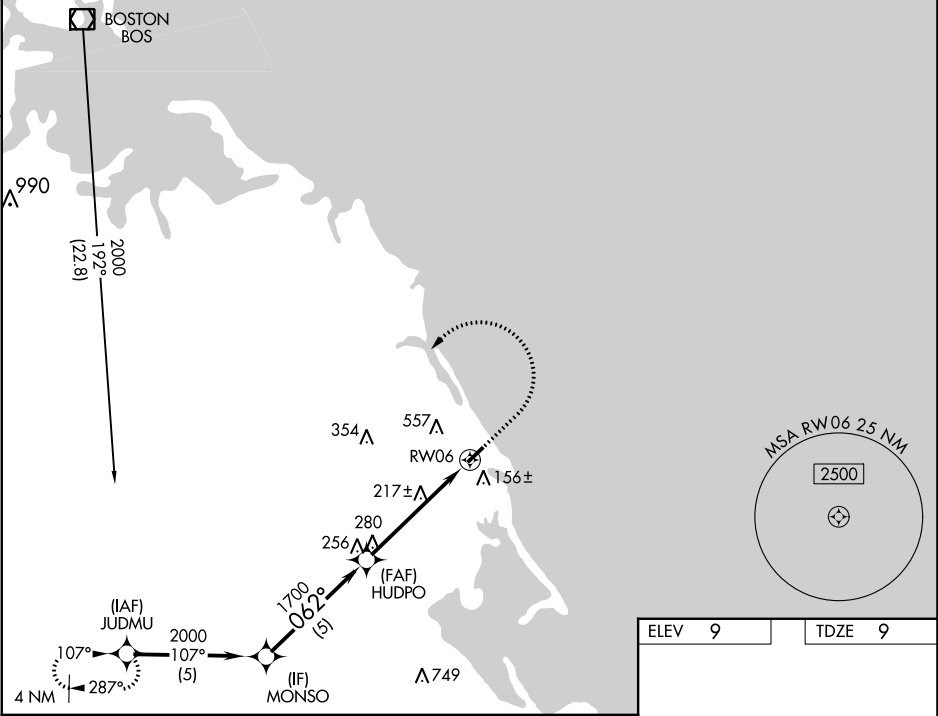 BOSTON
BOS
990
2000
192°
(22.8)
557
354
RW06
156±
217±
280
256
(FAF)
HUDPO
1700
062°
(5)
(IAF)
JUDMU
2000
107°
(5)
107°
287°
4 NM
(IF)
MONSO
749
MSA RW06 25 NM
2500
ELEV 9
TDZE 9